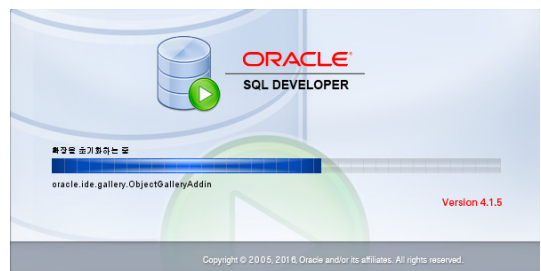 ORACLE
SQL DEVELOPER
확장을 초기화하는 중
oracle.ide.gallery.ObjectGalleryAddin
Version 4.1.5
Copyright © 2005, 2016, Oracle and/or its affiliates. All rights reserved.